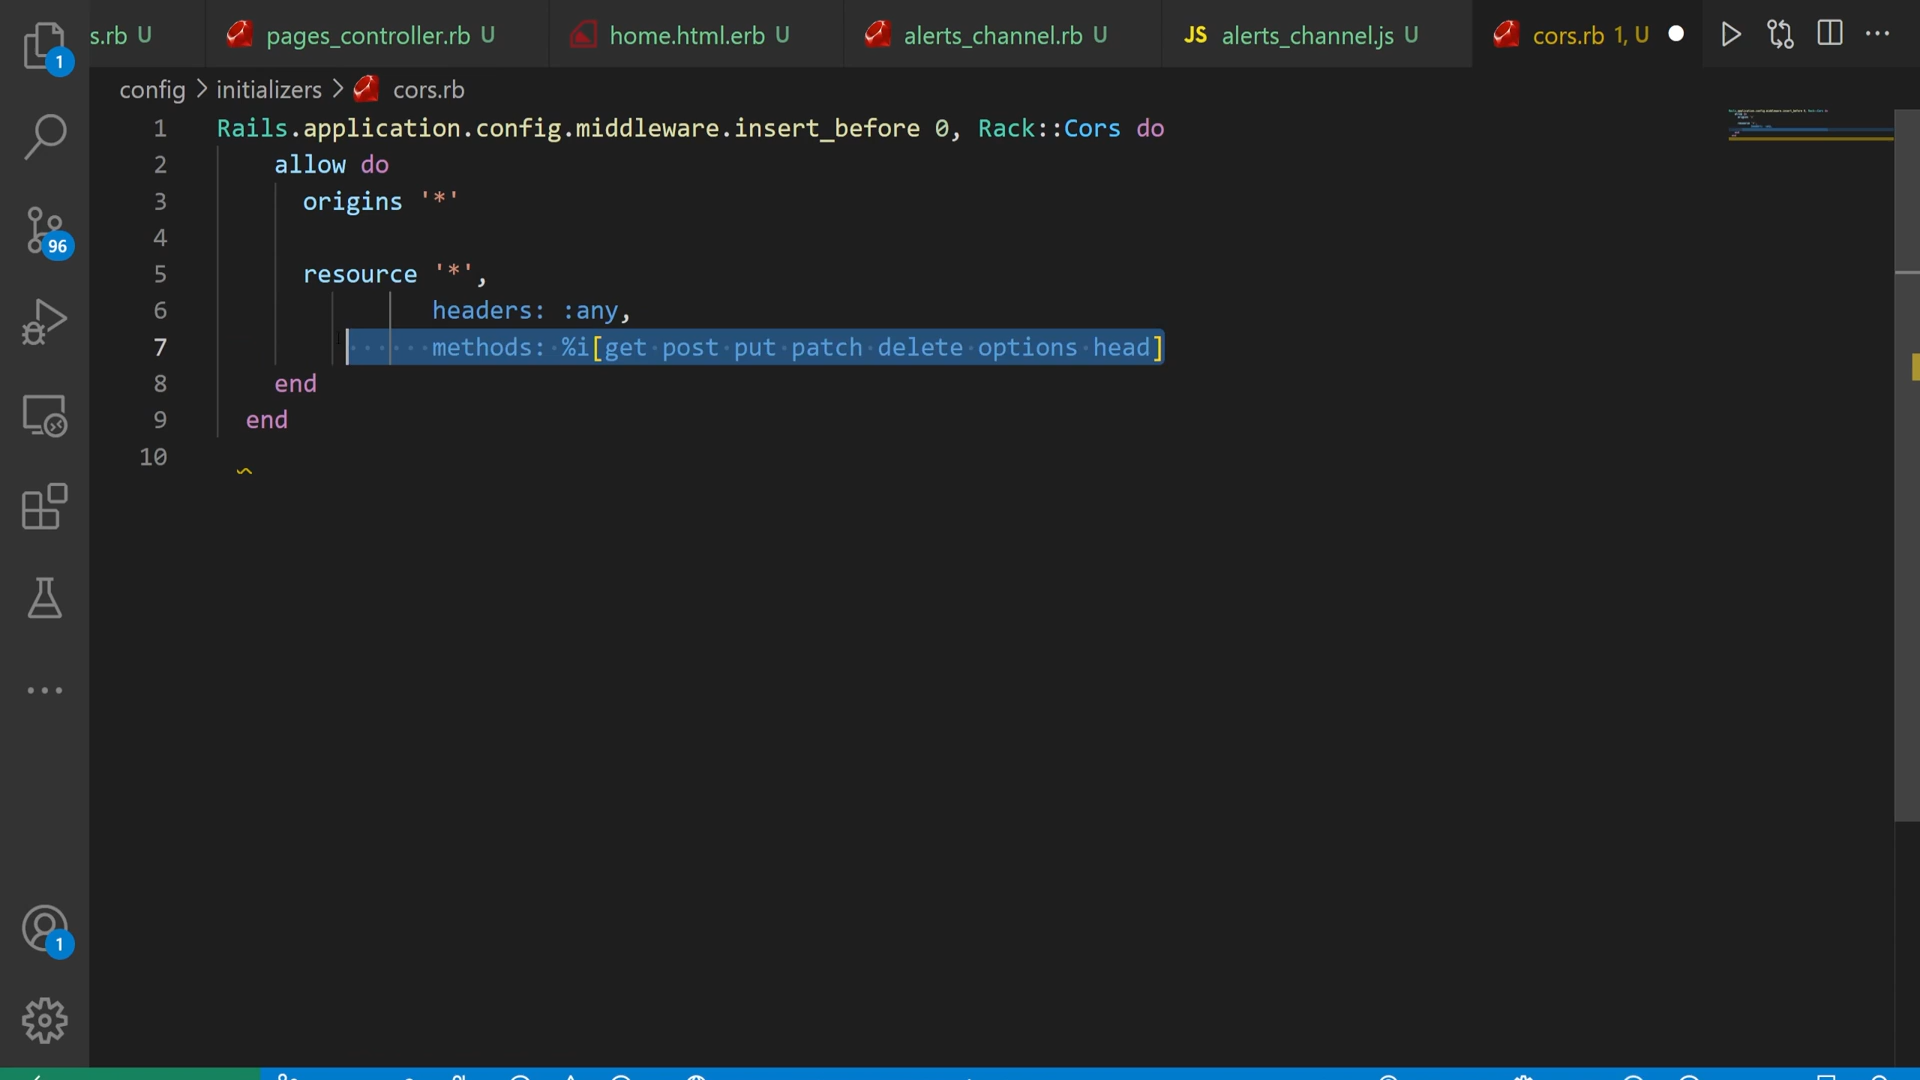 s.rb U
pages_controller.rb U
home.html.erb U
alerts_channel.rb U
JS alerts_channel.js U
cors.rb 1, U
config > initializers > cors.rb
1 Rails.application.config.middleware.insert_before 0, Rack::Cors do
2 allow do
3 origins '*'
4
5 resource '*',
6 headers: :any,
7 methods: %i[get post put patch delete options head]
8 end
9 end
10
1
96
1